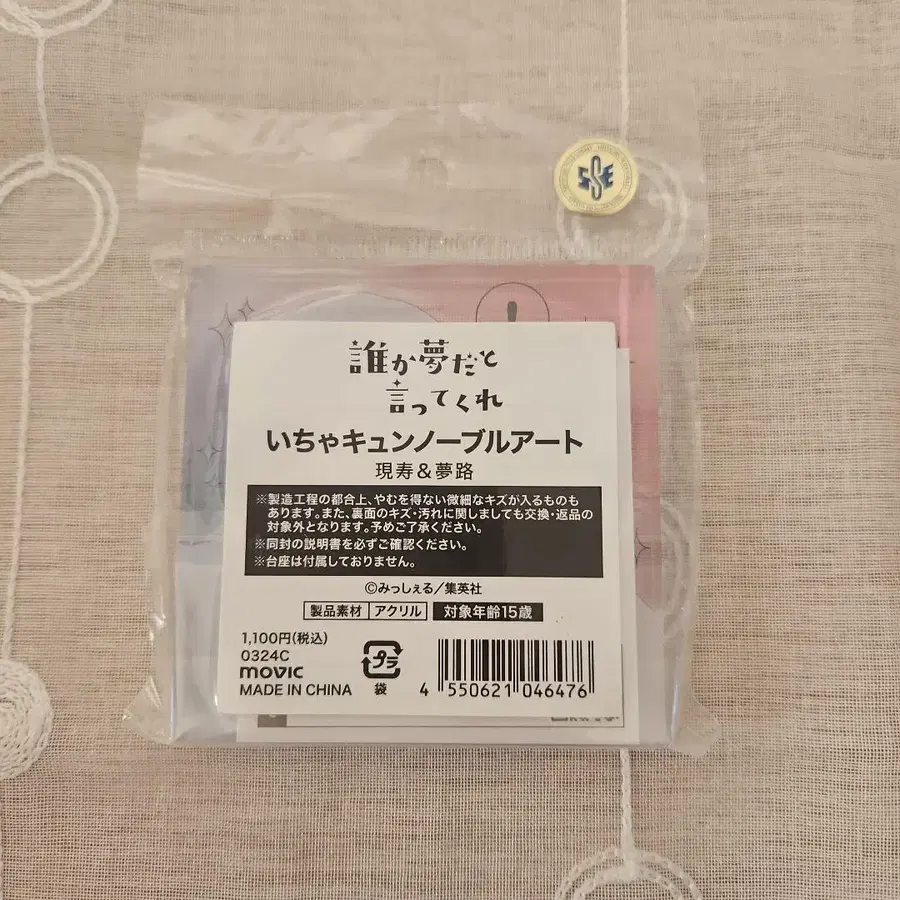 SSE
誰か夢だと
言ってくれ
いちゃキュンノーブルアート
現寿&夢路
※製造工程の都合上、やむを得ない微細なキズが入るものも
あります。また、裏面のキズ・汚れに関しましても交換・返品の
対象外となります。予めご了承ください。
※同封の説明書を必ずご確認ください。
※台座は付属しておりません。
©みっしぇる/集英社
製品素材 アクリル 対象年齢15歳
1,100円(税込)
0324C
movic
MADE IN CHINA
プラ
袋
4 550621 046476